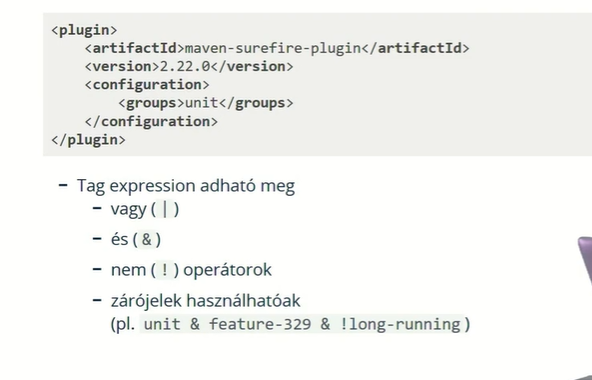 <plugin>
<artifactId>maven-surefire-plugin</artifactId>
<version>2.22.0</version>
<configuration>
<groups>unit</groups>
</configuration>
</plugin>
– Tag expression adható meg
– vagy ( | )
– és ( & )
– nem ( ! ) operátorok
– zárójelek használhatóak
(pl. unit & feature-329 & !long-running )